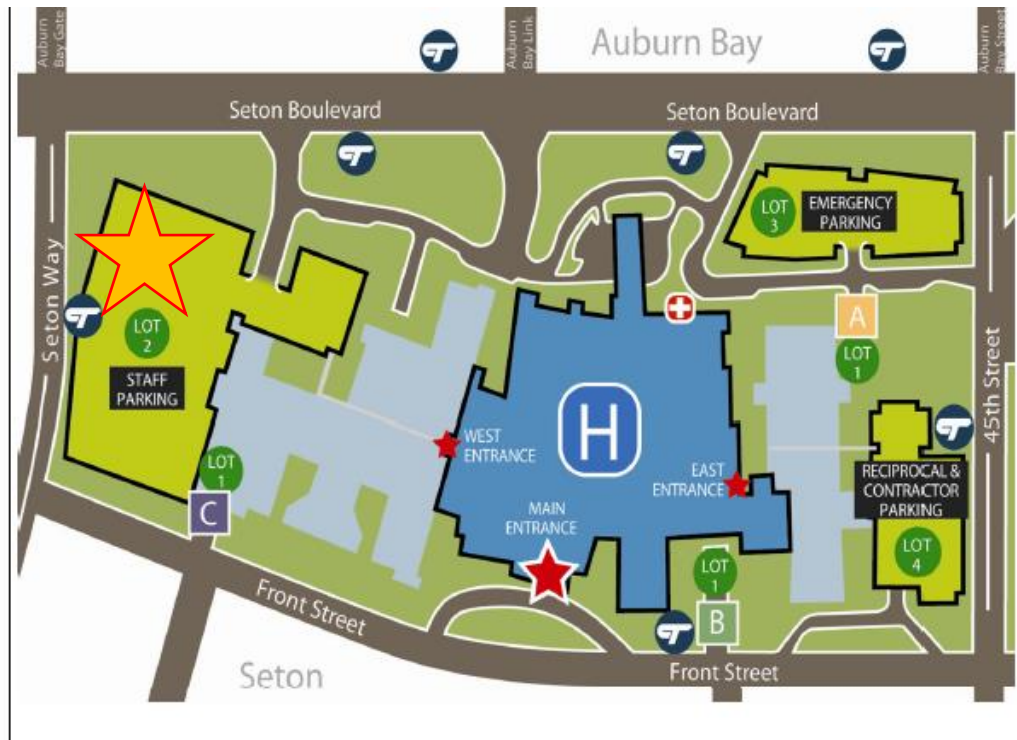 Auburn
Bay Gate
Auburn
Bay Link
Auburn Bay
Auburn
Bay Street
Seton Boulevard
Seton Boulevard
Seton Way
45th Street
LOT
2
STAFF
PARKING
LOT
3
EMERGENCY
PARKING
A
LOT
1
H
WEST
ENTRANCE
EAST
ENTRANCE
MAIN
ENTRANCE
RECIPROCAL &
CONTRACTOR
PARKING
LOT
4
LOT
1
C
LOT
1
B
Front Street
Front Street
Seton